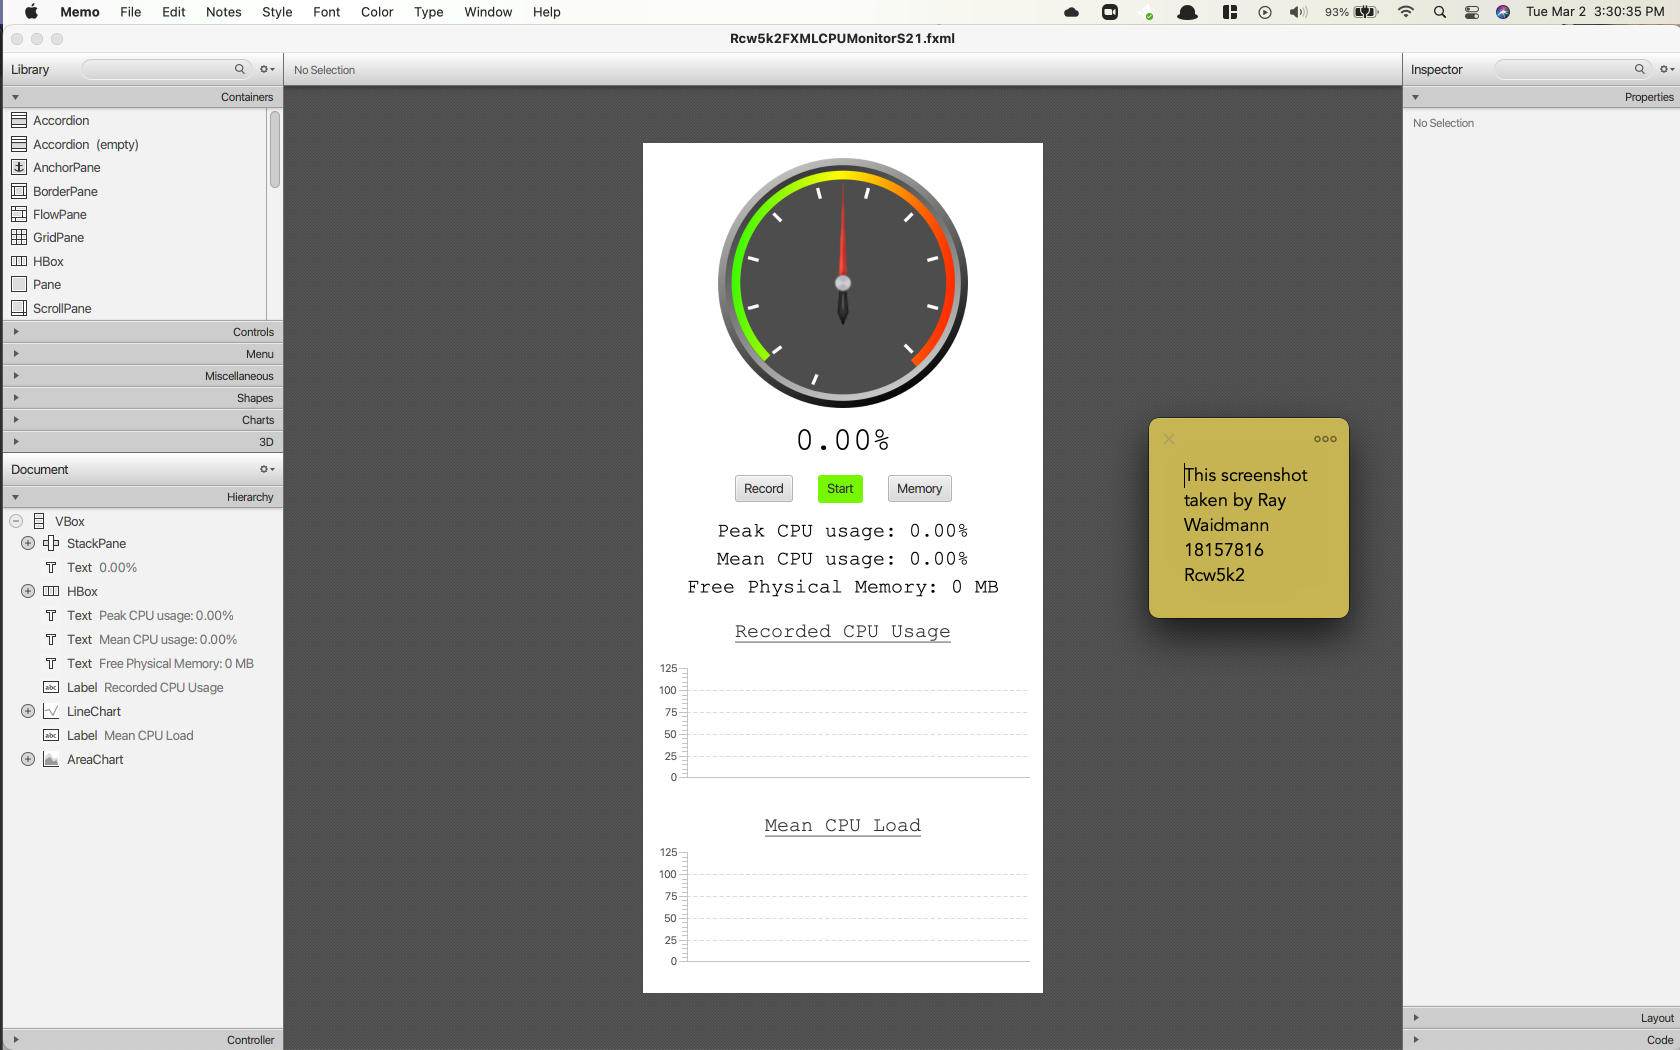 Memo File Edit Notes Style Font Color Type Window Help 93% Tue Mar 2 3:30:35 PM
Rcw5k2FXMLCPUMonitorS21.fxml
Library
No Selection
Inspector
Containers
Properties
Accordion
No Selection
Accordion (empty)
AnchorPane
BorderPane
FlowPane
GridPane
HBox
Pane
ScrollPane
Controls
Menu
Miscellaneous
Shapes
Charts
3D
Document
Hierarchy
VBox
StackPane
Text 0.00%
HBox
Text Peak CPU usage: 0.00%
Text Mean CPU usage: 0.00%
Text Free Physical Memory: 0 MB
abc Label Recorded CPU Usage
LineChart
abc Label Mean CPU Load
AreaChart
Controller
0.00%
Record Start Memory
Peak CPU usage: 0.00%
Mean CPU usage: 0.00%
Free Physical Memory: 0 MB
Recorded CPU Usage
125
100
75
50
25
0
Mean CPU Load
125
100
75
50
25
0
This screenshot
taken by Ray
Waidmann
18157816
Rcw5k2
Layout
Code